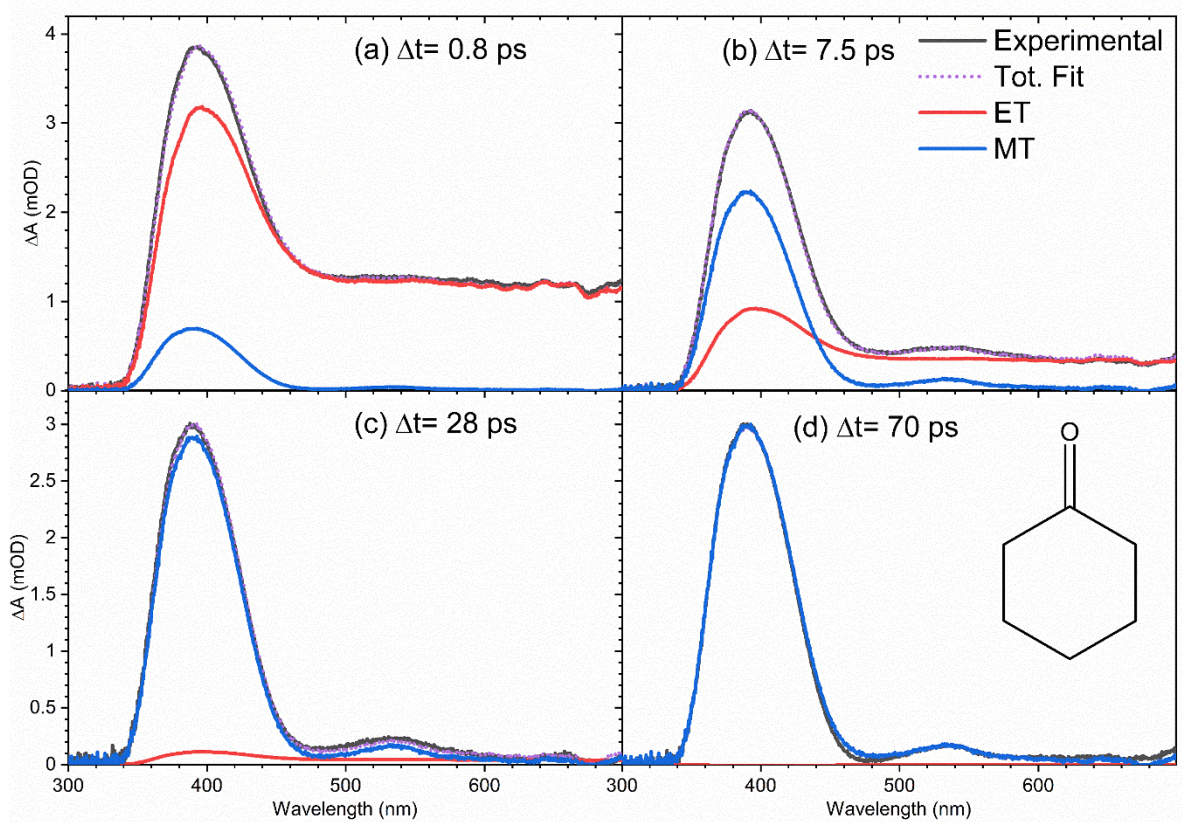 (a) Δt= 0.8 ps
4
3
2
1
0
ΔA (mOD)
(b) Δt= 7.5 ps
Experimental
Tot. Fit
ET
MT
(c) Δt= 28 ps
3
2.5
2
1.5
1
0.5
0
ΔA (mOD)
300 400 500 600
Wavelength (nm)
(d) Δt= 70 ps
O
400 500 600
Wavelength (nm)